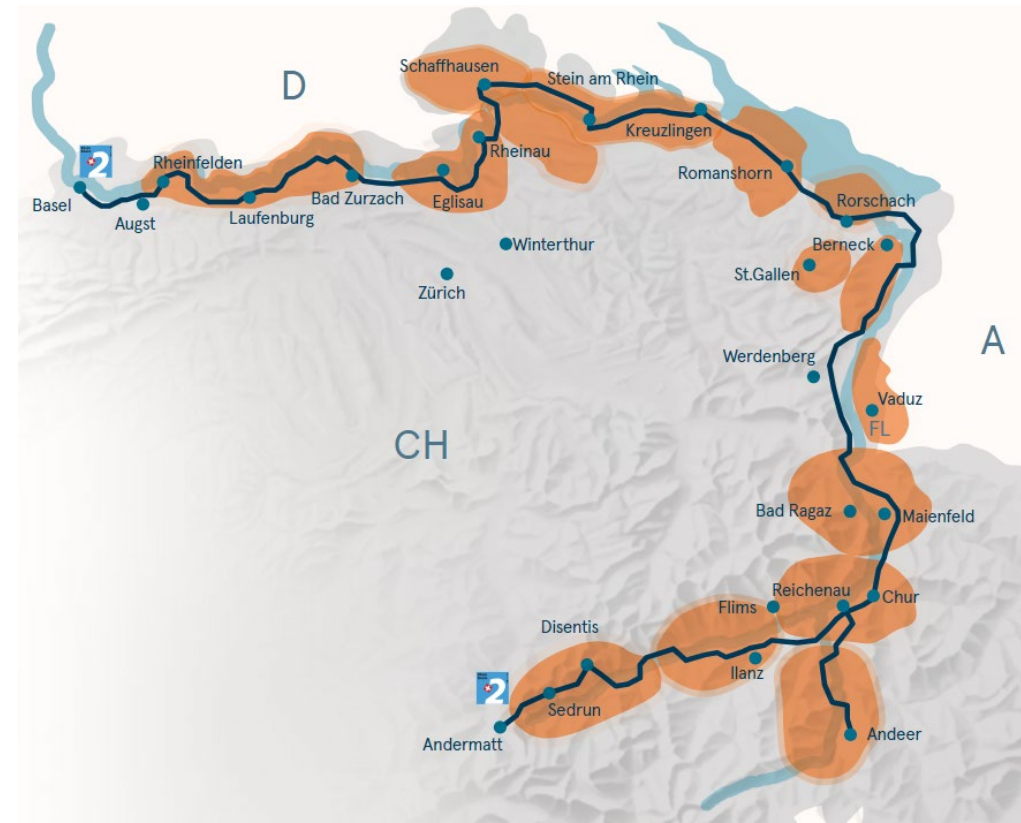 Schaffhausen
Stein am Rhein
D
Kreuzlingen
Rheinau
2
Rheinfelden
Romanshorn
Basel
Augst
Laufenburg
Bad Zurzach
Eglisau
Rorschach
Winterthur
Berneck
St.Gallen
Zürich
A
Werdenberg
Vaduz
FL
CH
Bad Ragaz
Maienfeld
Reichenau
Chur
Flims
Disentis
Ilanz
2
Sedrun
Andermatt
Andeer